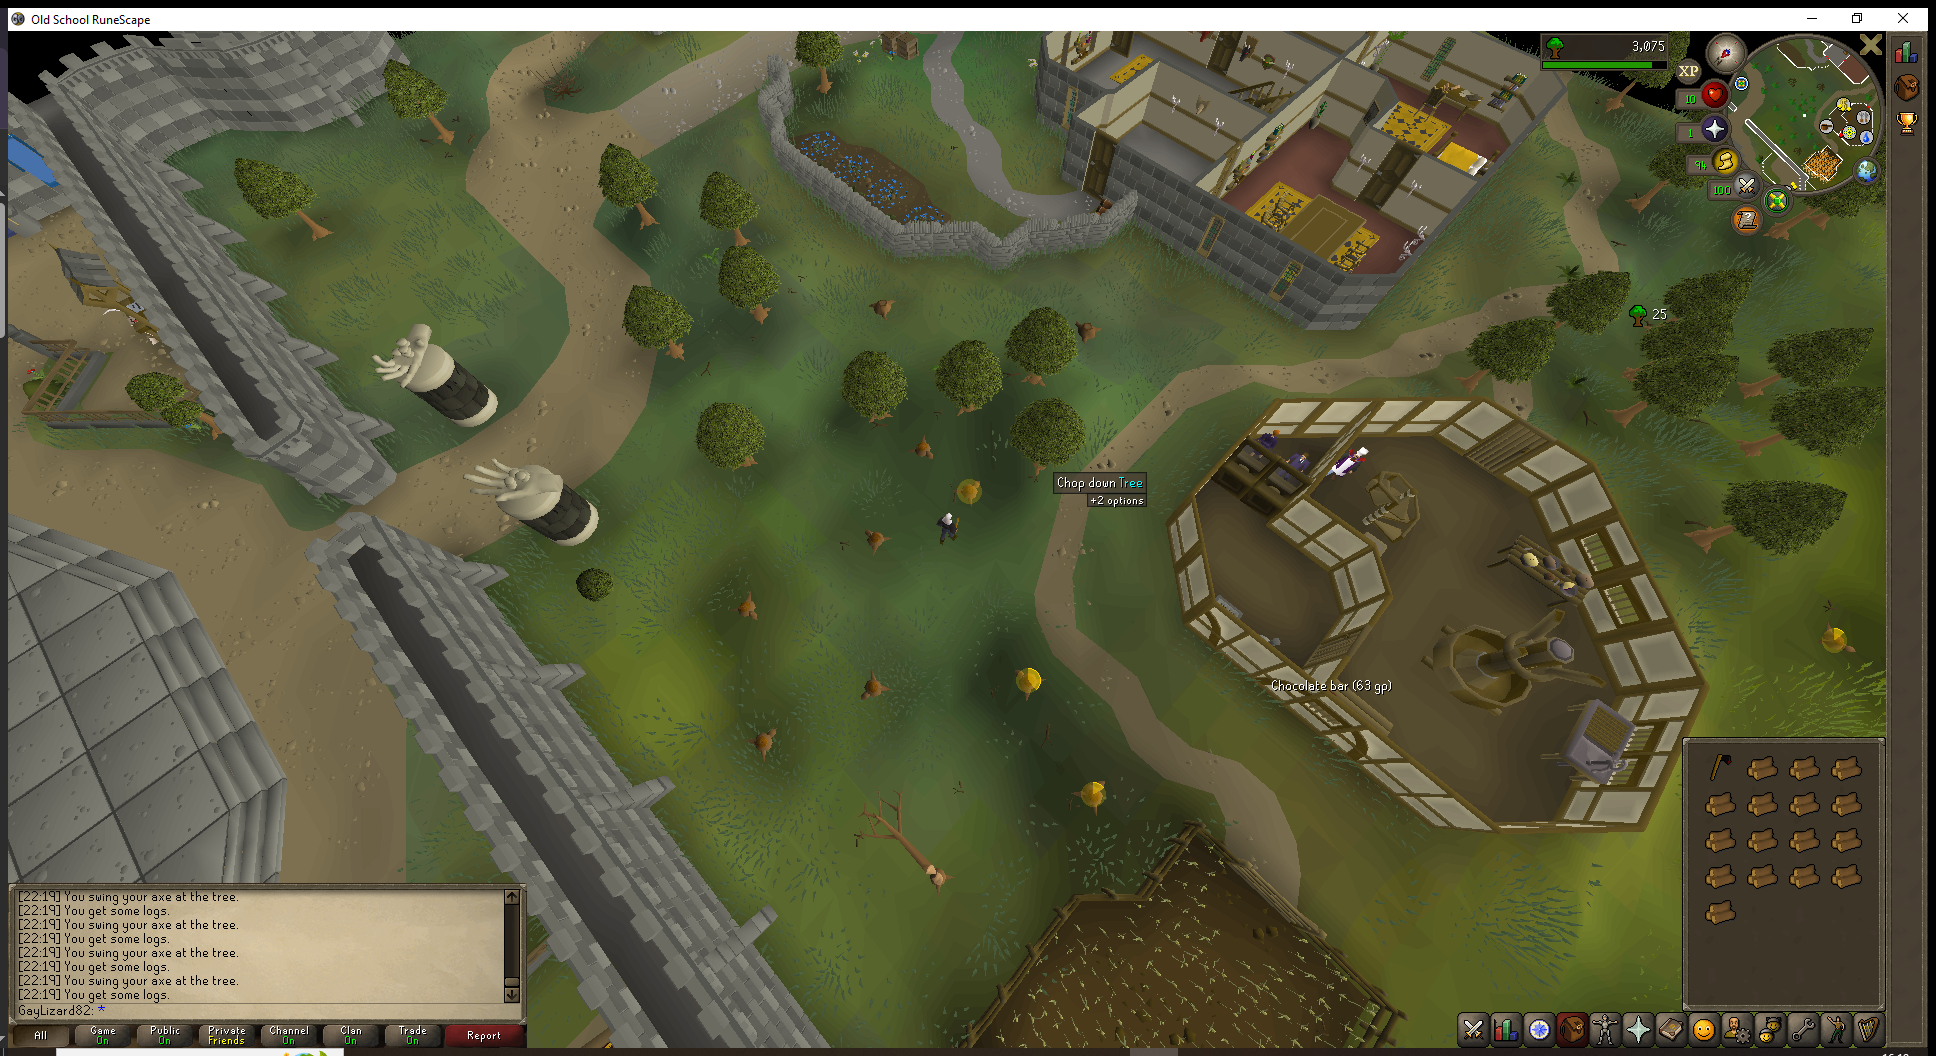 Old School RuneScape
3,075
XP
10
1
94
100
25
Chop down Tree
+2 options
Chocolate bar (63 gp)
[22:19] You swing your axe at the tree.
[22:19] You get some logs.
[22:19] You swing your axe at the tree.
[22:19] You get some logs.
[22:19] You swing your axe at the tree.
[22:19] You get some logs.
[22:19] You swing your axe at the tree.
[22:19] You get some logs.
GayLizard82: *
All
Game
On
Public
On
Private
Friends
Channel
On
Clan
On
Trade
On
Report